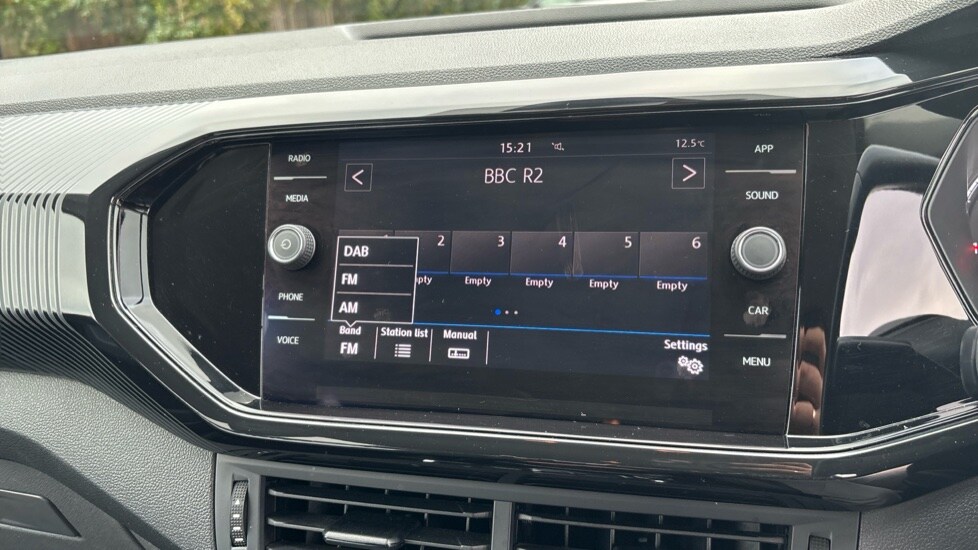 RADIO
15:21
12.5°C
APP
MEDIA
<
BBC R2
>
SOUND
DAB
2 3 4 5 6
FM
pty Empty Empty Empty Empty
AM
PHONE
CAR
Band Station list Manual
VOICE
FM
Settings
MENU